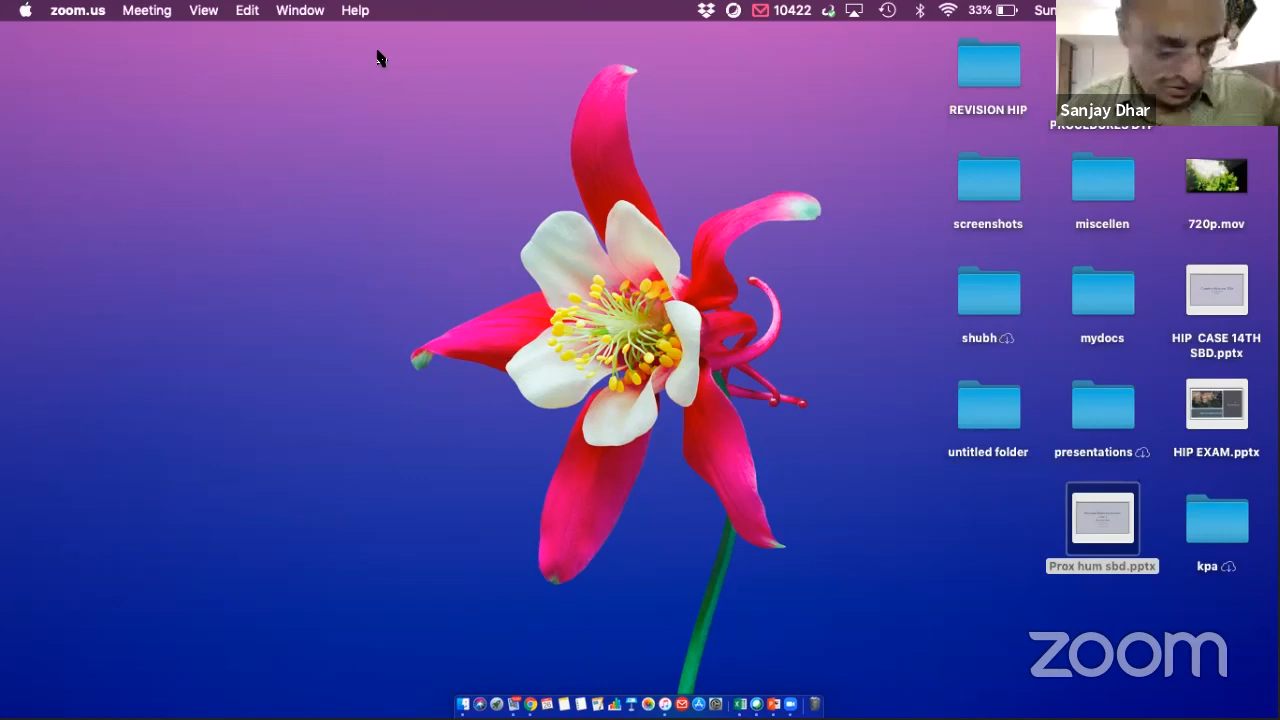 zoom.us Meeting View Edit Window Help 10422 33% Sun
Sanjay Dhar
REVISION HIP
screenshots miscellen 720p.mov
shubh mydocs HIP CASE 14TH
SBD.pptx
untitled folder presentations HIP EXAM.pptx
Prox hum sbd.pptx kpa
zoom